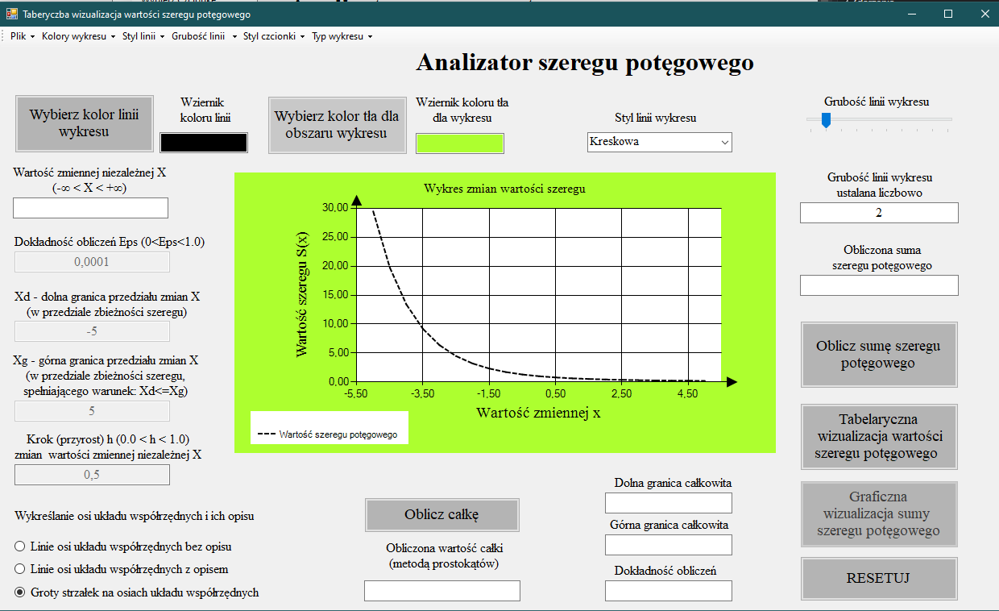 Taberyczba wizualizacja wartości szeregu potęgowego
Plik Kolory wykresu Styl linii Grubość linii Styl czcionki Typ wykresu
Analizator szeregu potęgowego
Wybierz kolor linii
wykresu
Wziernik
koloru linii
Wybierz kolor tła dla
obszaru wykresu
Wziernik koloru tła
dla wykresu
Styl linii wykresu
Kreskowa
Grubość linii wykresu
Wartość zmiennej niezależnej X
(-∞ < X < +∞)
Dokładność obliczeń Eps (0<Eps<1.0)
0,0001
Xd - dolna granica przedziału zmian X
(w przedziale zbieżności szeregu)
-5
Xg - górna granica przedziału zmian X
(w przedziale zbieżności szeregu,
spełniającego warunek: Xd<=Xg)
5
Krok (przyrost) h (0.0 < h < 1.0)
zmian wartości zmiennej niezależnej X
0,5
Wykreślanie osi układu współrzędnych i ich opisu
Linie osi układu współrzędnych bez opisu
Linie osi układu współrzędnych z opisem
Groty strzałek na osiach układu współrzędnych
Wykres zmian wartości szeregu
Wartość szeregu S(x)
30,00
25,00
20,00
15,00
10,00
5,00
0,00
-5,50 -3,50 -1,50 0,50 2,50 4,50
Wartość zmiennej x
Wartość szeregu potęgowego
Oblicz całkę
Obliczona wartość całki
(metodą prostokątów)
Dolna granica całkowita
Górna granica całkowita
Dokładność obliczeń
Grubość linii wykresu
ustalana liczbowo
2
Obliczona suma
szeregu potęgowego
Oblicz sumę szeregu
potęgowego
Tabelaryczna
wizualizacja wartości
szeregu potęgowego
Graficzna
wizualizacja sumy
szeregu potęgowego
RESETUJ